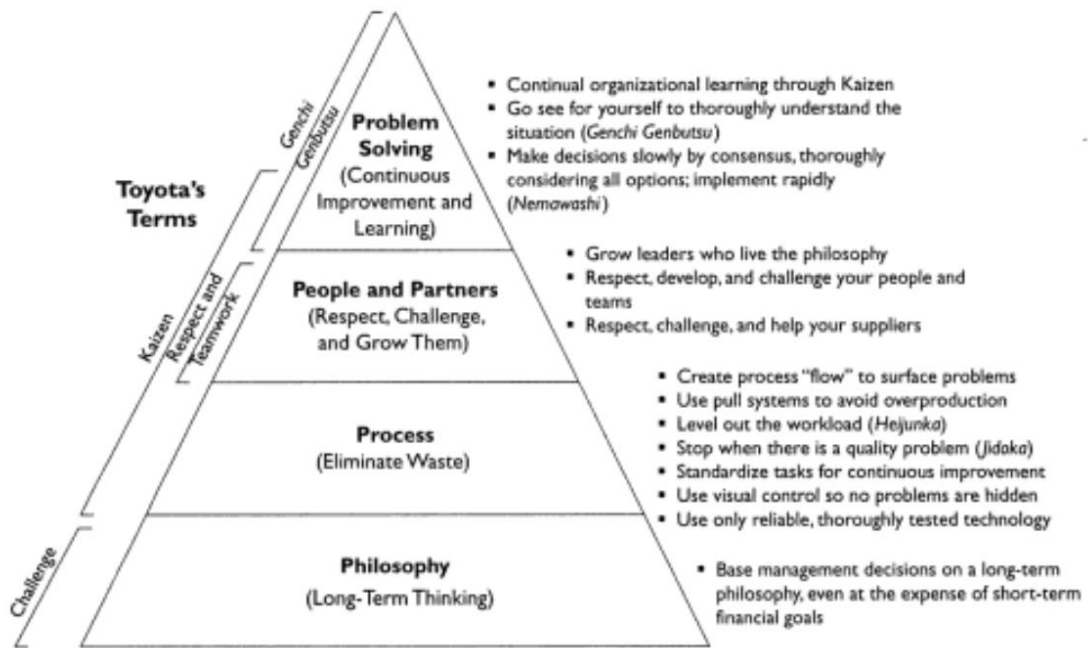 Toyota's
Terms
Genchi
Genbutsu
Kaizen
Respect and
Teamwork
Challenge
Problem
Solving
(Continuous
Improvement and
Learning)
▪ Continual organizational learning through Kaizen
▪ Go see for yourself to thoroughly understand the
situation (Genchi Genbutsu)
▪ Make decisions slowly by consensus, thoroughly
considering all options; implement rapidly
(Nemawashi)
People and Partners
(Respect, Challenge,
and Grow Them)
▪ Grow leaders who live the philosophy
▪ Respect, develop, and challenge your people and
teams
▪ Respect, challenge, and help your suppliers
Process
(Eliminate Waste)
▪ Create process "flow" to surface problems
▪ Use pull systems to avoid overproduction
▪ Level out the workload (Heijunka)
▪ Stop when there is a quality problem (Jidoka)
▪ Standardize tasks for continuous improvement
▪ Use visual control so no problems are hidden
▪ Use only reliable, thoroughly tested technology
Philosophy
(Long-Term Thinking)
▪ Base management decisions on a long-term
philosophy, even at the expense of short-term
financial goals